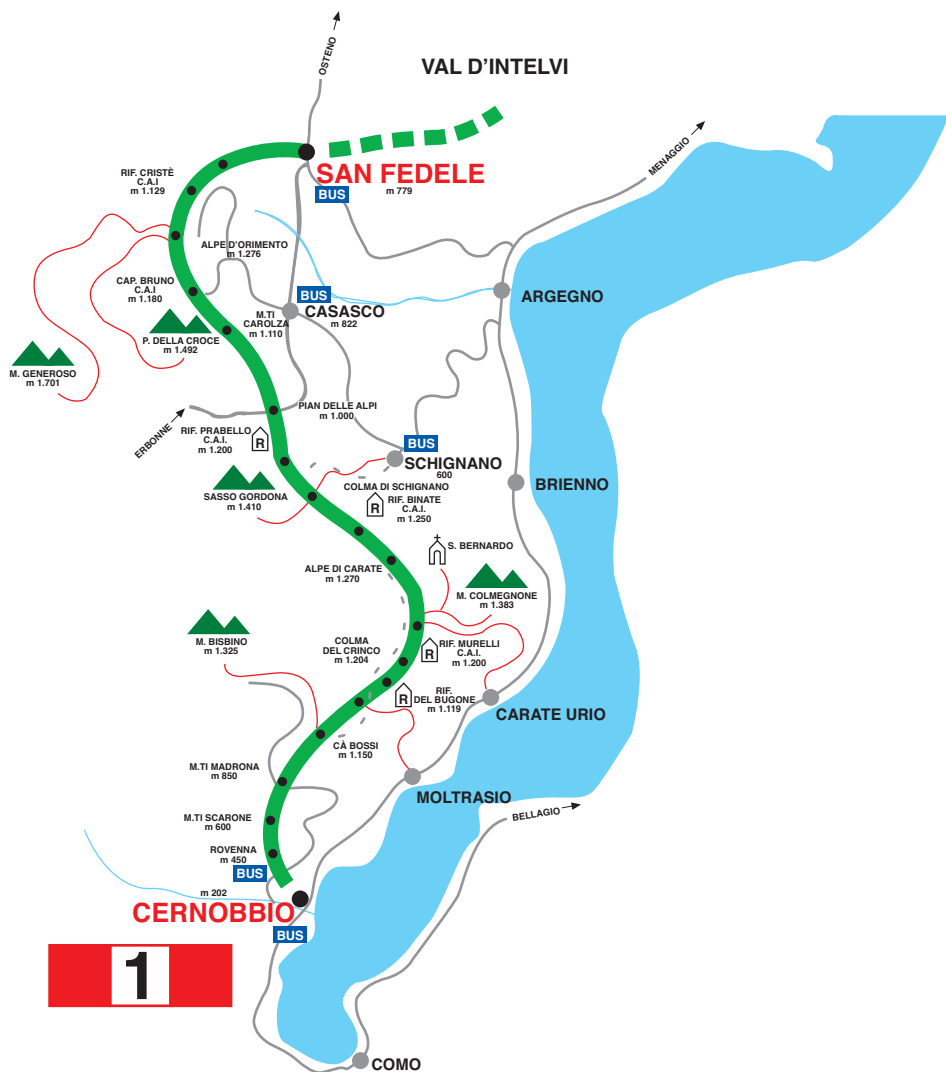 OSTENO
VAL D'INTELVI
MENAGGIO
SAN FEDELE
m 779
BUS
RIF. CRISTÈ
C.A.I
m 1.129
ALPE D'ORIMENTO
m 1.276
CAP. BRUNO
C.A.I
m 1.180
BUS
CASASCO
m 822
ARGEGNO
M.TI
CAROLZA
m 1.110
P. DELLA CROCE
m 1.492
M. GENEROSO
m 1.701
PIAN DELLE ALPI
m 1.000
ERBONNE
RIF. PRABELLO
C.A.I.
m 1.200
R
BUS
SCHIGNANO
600
SASSO GORDONA
m 1.410
COLMA DI SCHIGNANO
R
RIF. BINATE
C.A.I.
m 1.250
BRIENNO
S. BERNARDO
ALPE DI CARATE
m 1.270
M. COLMEGNONE
m 1.383
M. BISBINO
m 1.325
COLMA
DEL CRINCO
m 1.204
R
RIF. MURELLI
C.A.I.
m 1.200
R
RIF.
DEL BUGONE
m 1.119
CARATE URIO
CÀ BOSSI
m 1.150
M.TI MADRONA
m 850
MOLTRASIO
M.TI SCARONE
m 600
BELLAGIO
ROVENNA
m 450
BUS
m 202
CERNOBBIO
BUS
1
COMO